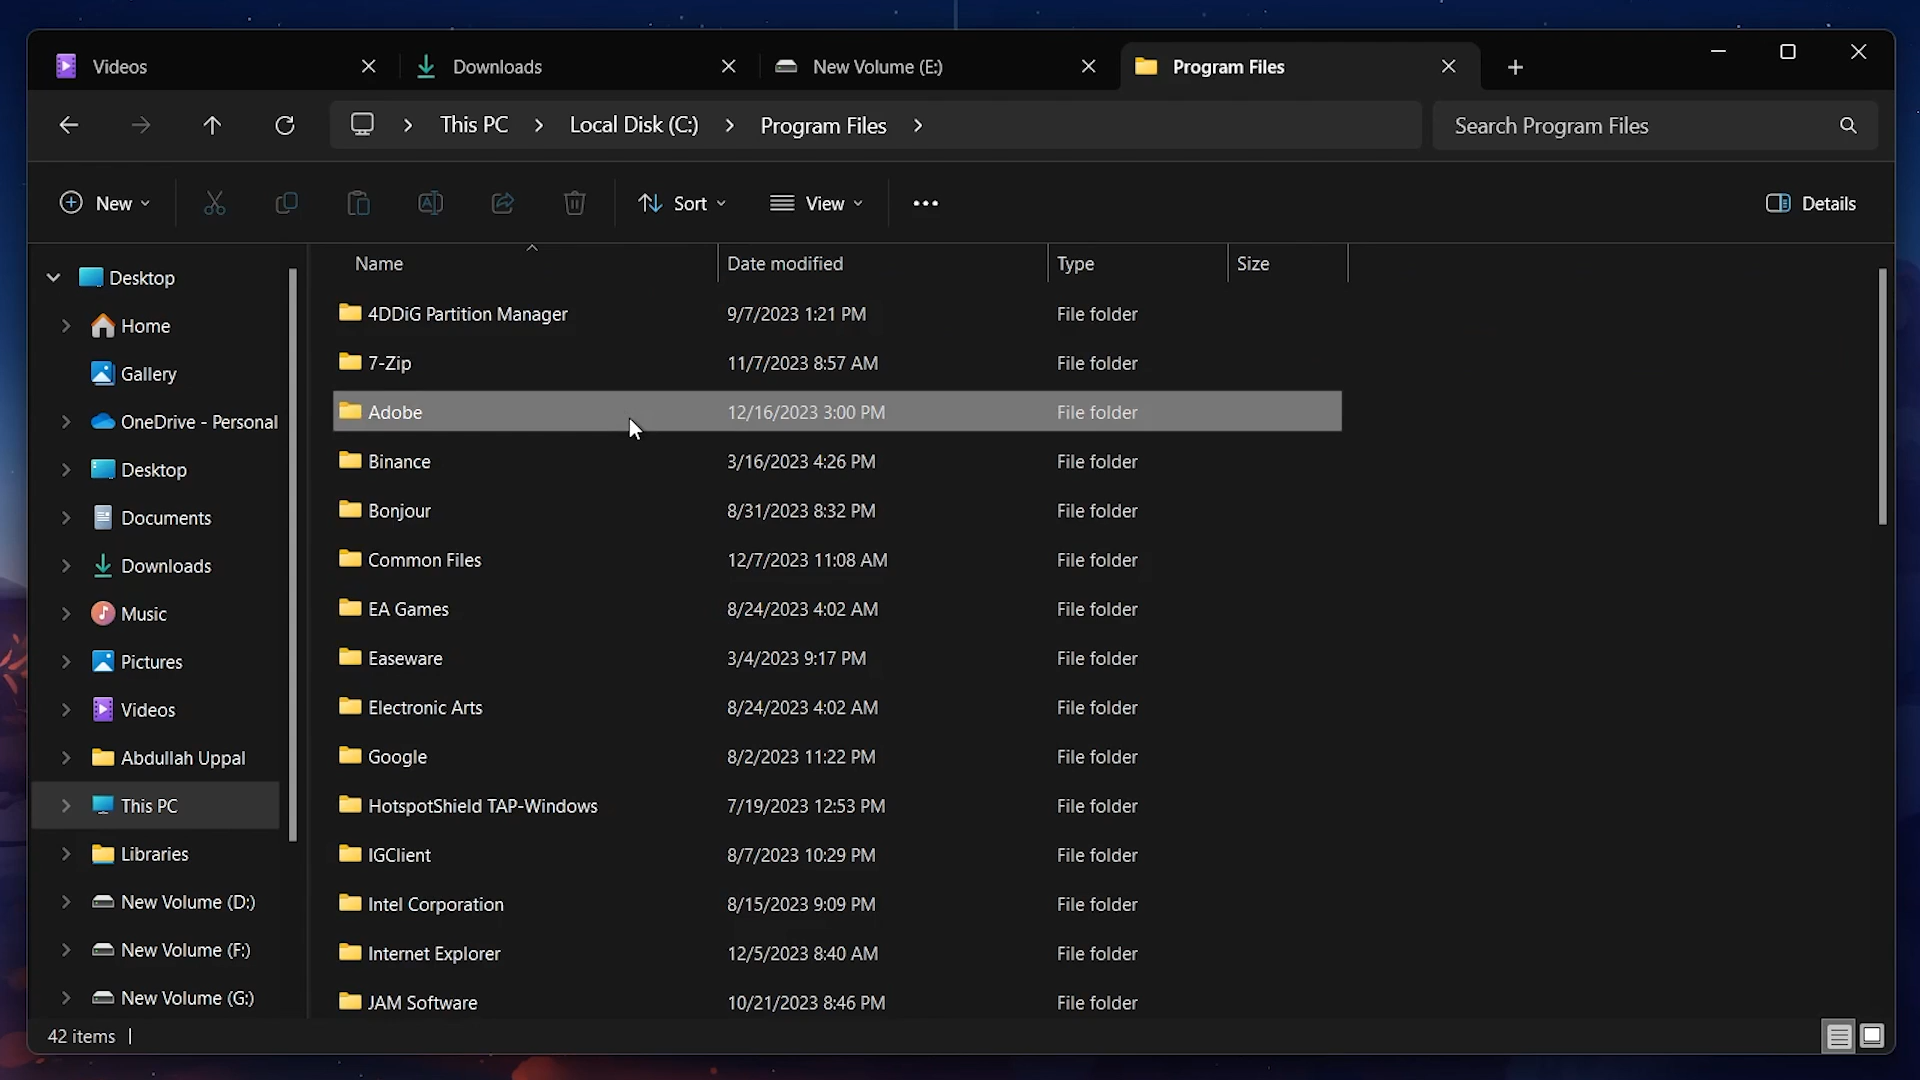 Videos Downloads New Volume (E:) Program Files
This PC Local Disk (C:) Program Files Search Program Files
New Sort View Details
Name Date modified Type Size
Desktop
Home
Gallery
OneDrive - Personal
Desktop
Documents
Downloads
Music
Pictures
Videos
Abdullah Uppal
This PC
Libraries
New Volume (D:)
New Volume (F:)
New Volume (G:)
4DDiG Partition Manager 9/7/2023 1:21 PM File folder
7-Zip 11/7/2023 8:57 AM File folder
Adobe 12/16/2023 3:00 PM File folder
Binance 3/16/2023 4:26 PM File folder
Bonjour 8/31/2023 8:32 PM File folder
Common Files 12/7/2023 11:08 AM File folder
EA Games 8/24/2023 4:02 AM File folder
Easeware 3/4/2023 9:17 PM File folder
Electronic Arts 8/24/2023 4:02 AM File folder
Google 8/2/2023 11:22 PM File folder
HotspotShield TAP-Windows 7/19/2023 12:53 PM File folder
IGClient 8/7/2023 10:29 PM File folder
Intel Corporation 8/15/2023 9:09 PM File folder
Internet Explorer 12/5/2023 8:40 AM File folder
JAM Software 10/21/2023 8:46 PM File folder
42 items